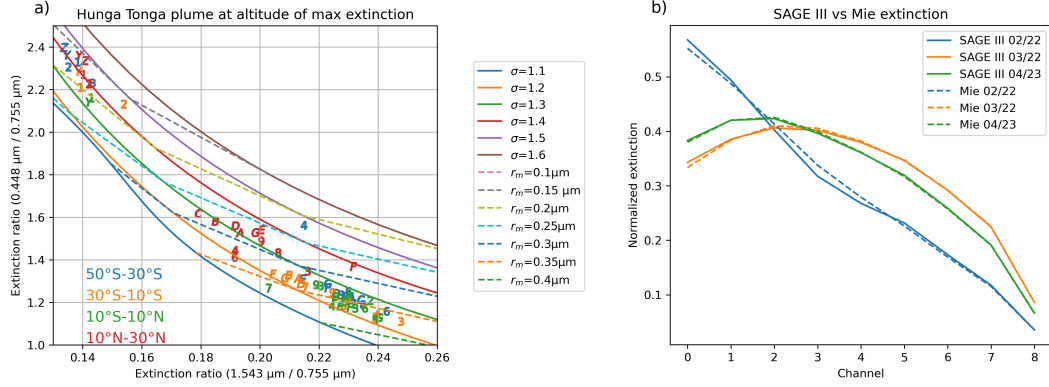 a)
Hunga Tonga plume at altitude of max extinction
Extinction ratio (0.448 μm / 0.755 μm)
2.4
2.2
2.0
1.8
1.6
1.4
1.2
1.0
50°S-30°S
30°S-10°S
10°S-10°N
10°N-30°N
0.14
0.16
0.18
0.20
0.22
0.24
0.26
Extinction ratio (1.543 μm / 0.755 μm)
σ=1.1
σ=1.2
σ=1.3
σ=1.4
σ=1.5
σ=1.6
rm=0.1μm
rm=0.15 μm
rm=0.2μm
rm=0.25μm
rm=0.3μm
rm=0.35μm
rm=0.4μm
b)
SAGE III vs Mie extinction
Normalized extinction
0.5
0.4
0.3
0.2
0.1
SAGE III 02/22
SAGE III 03/22
SAGE III 04/23
Mie 02/22
Mie 03/22
Mie 04/23
0 1 2 3 4 5 6 7 8
Channel